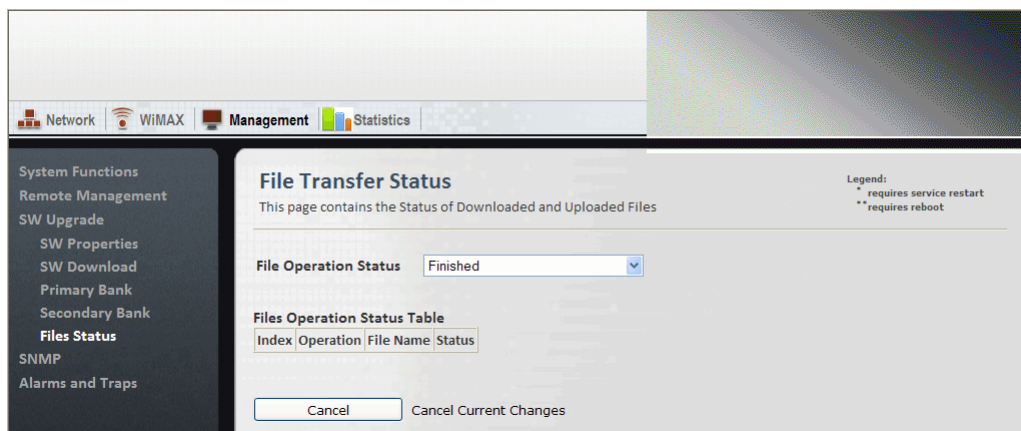 Network WiMAX Management Statistics
System Functions
Remote Management
SW Upgrade
SW Properties
SW Download
Primary Bank
Secondary Bank
Files Status
SNMP
Alarms and Traps
File Transfer Status
This page contains the Status of Downloaded and Uploaded Files
Legend:
* requires service restart
**requires reboot
File Operation Status Finished
Files Operation Status Table
Index Operation File Name Status
Cancel Cancel Current Changes